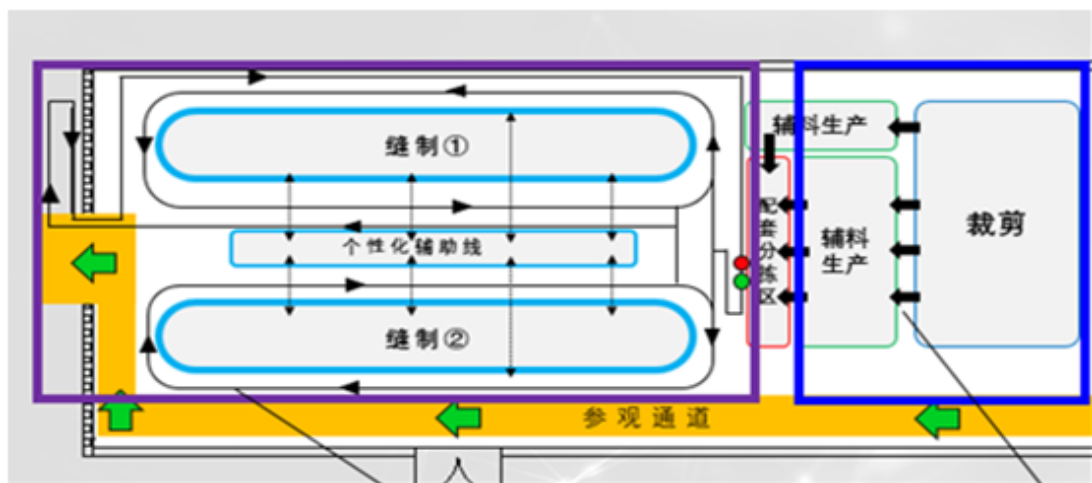 缝制①
辅料生产
裁剪
配套分拣区
辅料
生产
个性化辅助线
缝制②
参观通道